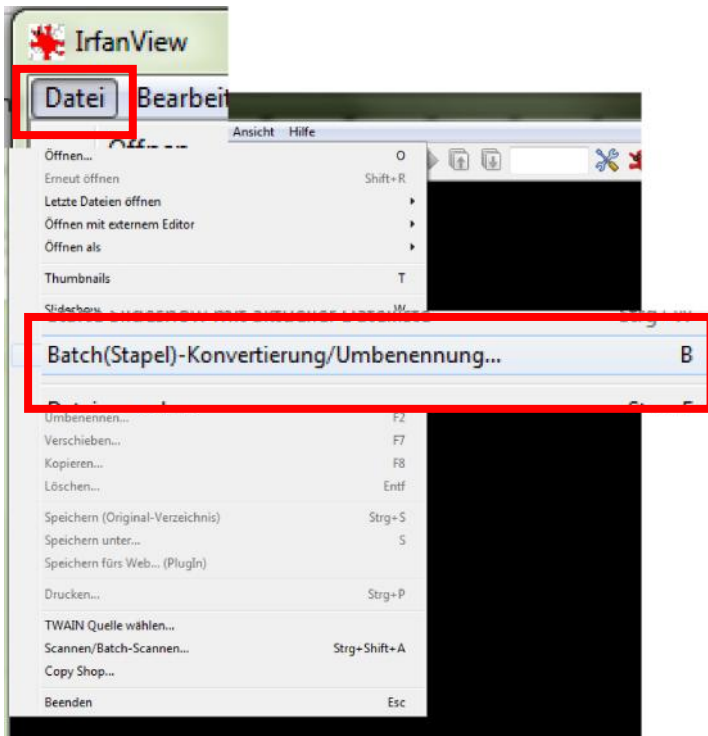 IrfanView
Datei Bearbeit
Ansicht Hilfe
Öffnen
Öffnen... O
Erneut öffnen Shift+R
Letzte Dateien öffnen
Öffnen mit externem Editor
Öffnen als
Thumbnails T
Slideshow W
Batch(Stapel)-Konvertierung/Umbenennung... B
Umbenennen... F2
Verschieben... F7
Kopieren... F8
Löschen... Entf
Speichern (Original-Verzeichnis) Strg+S
Speichern unter... S
Speichern fürs Web... (PlugIn)
Drucken... Strg+P
TWAIN Quelle wählen...
Scannen/Batch-Scannen... Strg+Shift+A
Copy Shop...
Beenden Esc